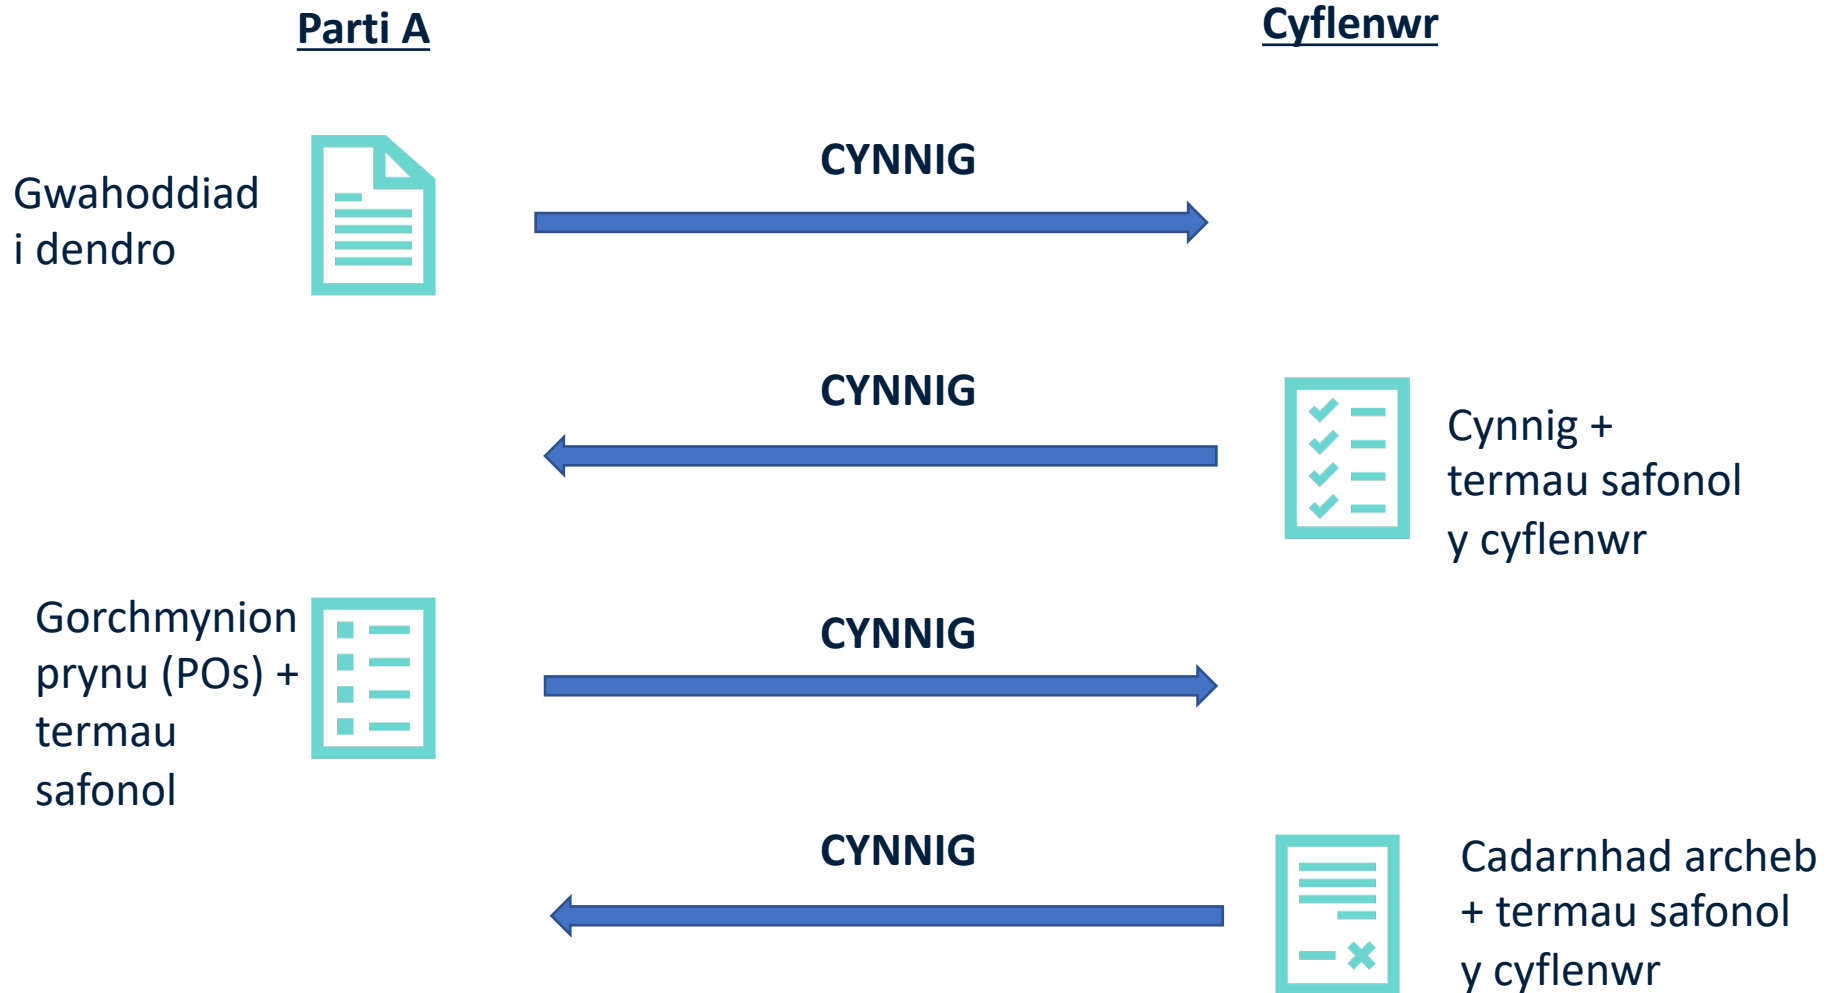 Parti A
Cyflenwr
CYNNIG
Gwahoddiad
i dendro
CYNNIG
Cynnig +
termau safonol
y cyflenwr
Gorchmynion
prynu (POs) +
termau
safonol
CYNNIG
CYNNIG
Cadarnhad archeb
+ termau safonol
y cyflenwr